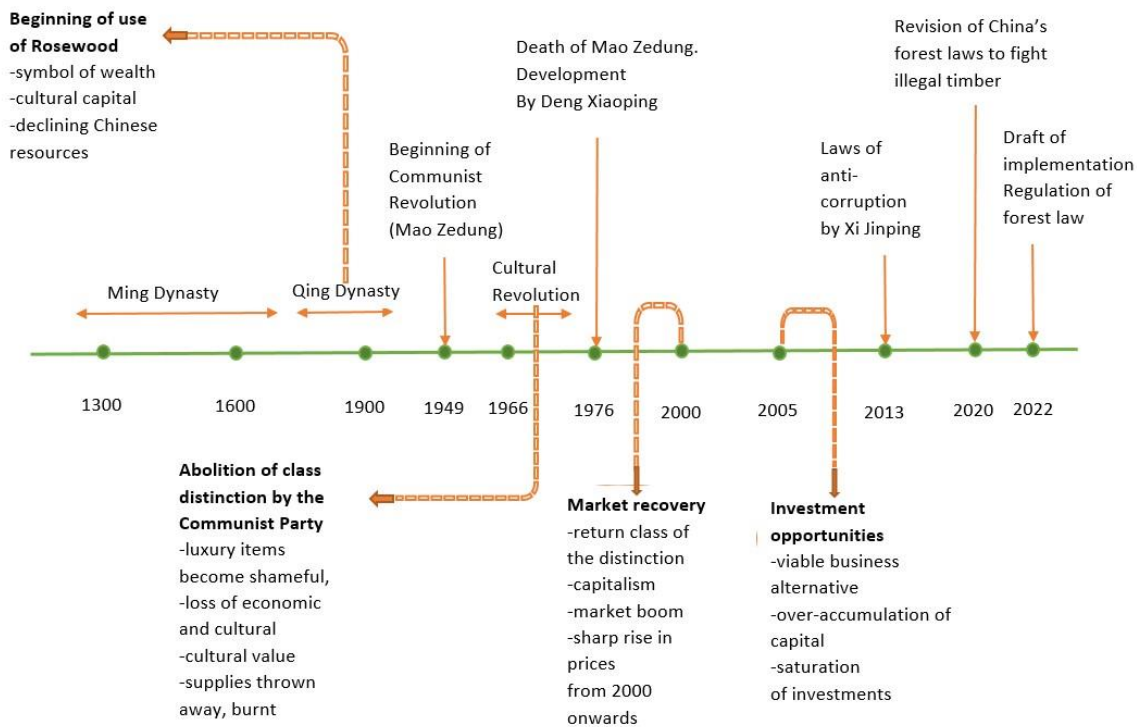 Beginning of use
of Rosewood
-symbol of wealth
-cultural capital
-declining Chinese
resources
Beginning of
Communist
Revolution
(Mao Zedung)
Death of Mao Zedung.
Development
By Deng Xiaoping
Revision of China's
forest laws to fight
illegal timber
Laws of
anti-
corruption
by Xi Jinping
Draft of
implementation
Regulation of
forest law
Ming Dynasty
Qing Dynasty
Cultural
Revolution
1300
1600
1900
1949
1966
1976
2000
2005
2013
2020
2022
Abolition of class
distinction by the
Communist Party
-luxury items
become shameful,
-loss of economic
and cultural
-cultural value
-supplies thrown
away, burnt
Market recovery
-return class of
the distinction
-capitalism
-market boom
-sharp rise in
prices
from 2000
onwards
Investment
opportunities
-viable business
alternative
-over-accumulation of
capital
-saturation
of investments